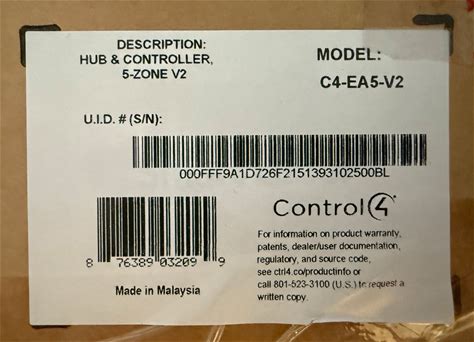 DESCRIPTION:
HUB & CONTROLLER,
5-ZONE V2
MODEL:
C4-EA5-V2
U.I.D. # (S/N):
000FFF9A1D726F2151393102500BL
8 76389 03209 9
Made in Malaysia
Control4
For information on product warranty,
patents, dealer/user documentation,
regulatory, and source code,
see ctrl4.co/productinfo or
call 801-523-3100 (U.S.) to request a
written copy.